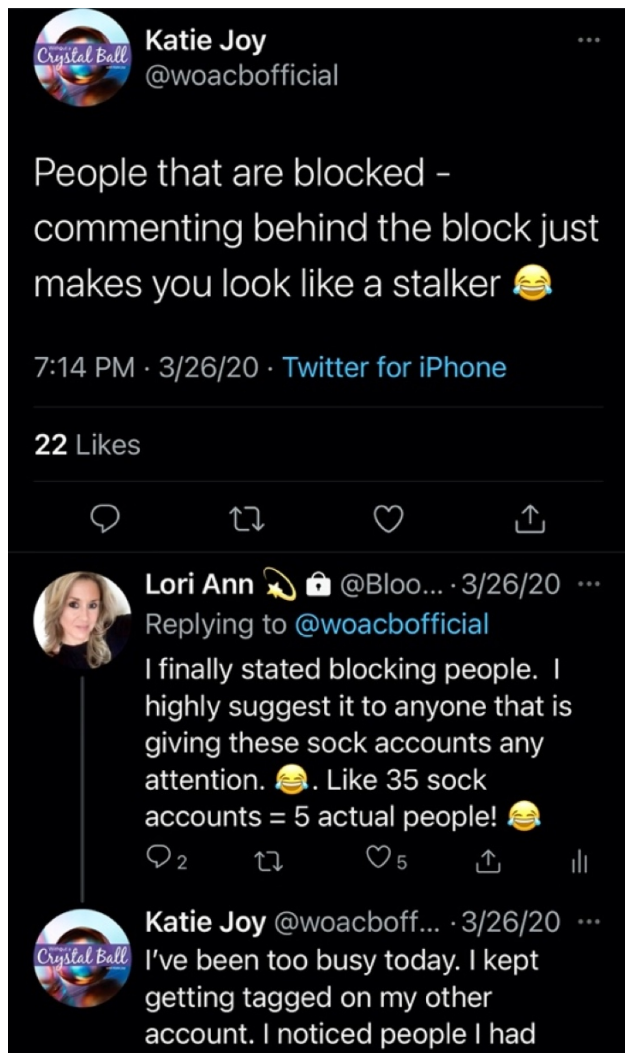 Katie Joy
@woacbofficial
Crystal Ball
People that are blocked -
commenting behind the block just
makes you look like a stalker 😂
7:14 PM · 3/26/20 · Twitter for iPhone
22 Likes
Lori Ann 💫 🔒 @Bloo... · 3/26/20
Replying to @woacbofficial
I finally stated blocking people.  I
highly suggest it to anyone that is
giving these sock accounts any
attention. 😂. Like 35 sock
accounts = 5 actual people! 😂
2
5
Katie Joy @woacboff... · 3/26/20
Crystal Ball
I've been too busy today. I kept
getting tagged on my other
account. I noticed people I had